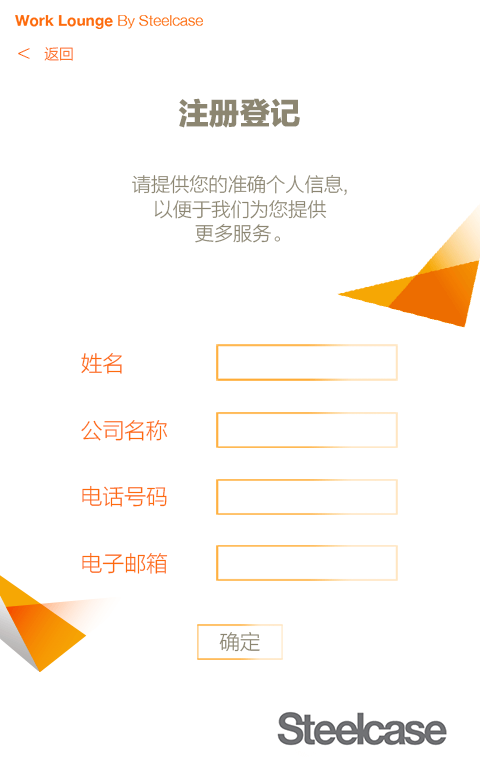 Work Lounge By Steelcase
< 返回
注册登记
请提供您的准确个人信息,
以便于我们为您提供
更多服务。
姓名
公司名称
电话号码
电子邮箱
确定
Steelcase